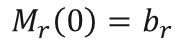 M_r(0) = b_r